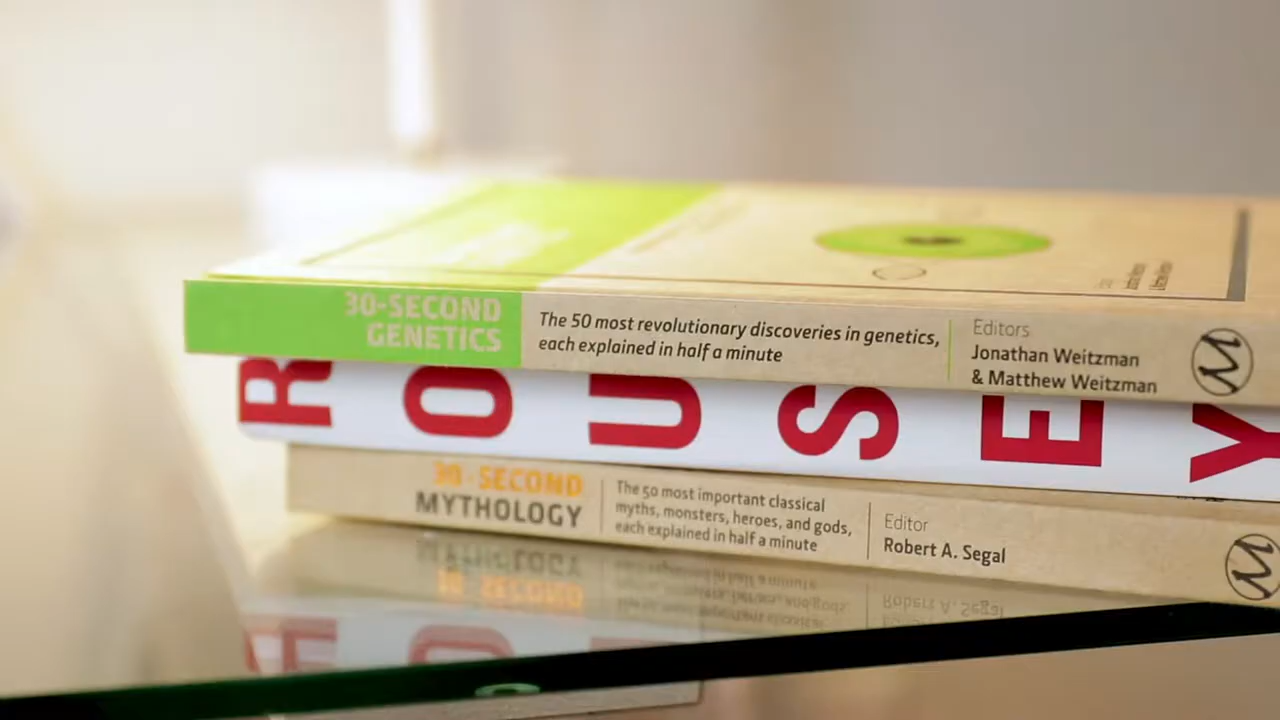 30-SECOND
GENETICS
The 50 most revolutionary discoveries in genetics,
each explained in half a minute
Editors
Jonathan Weitzman
& Matthew Weitzman
ROUSEY
30-SECOND
MYTHOLOGY
The 50 most important classical
myths, monsters, heroes, and gods,
each explained in half a minute
Editor
Robert A. Segal